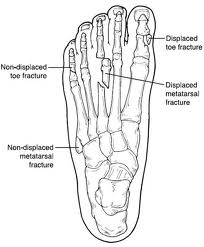 Displaced
toe fracture
Non-displaced
toe fracture
Displaced
metatarsal
fracture
Non-displaced
metatarsal
fracture